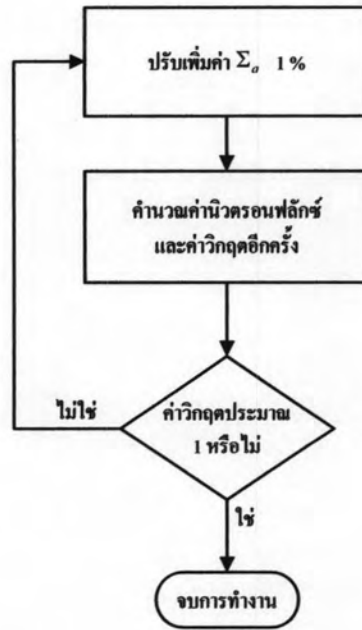 ปรับเพิ่มค่า Σa 1 %
คำนวณค่านิวตรอนฟลักซ์
และค่าวิกฤตอีกครั้ง
ค่าวิกฤตประมาณ
1 หรือไม่
ไม่ใช่
ใช่
จบการทำงาน